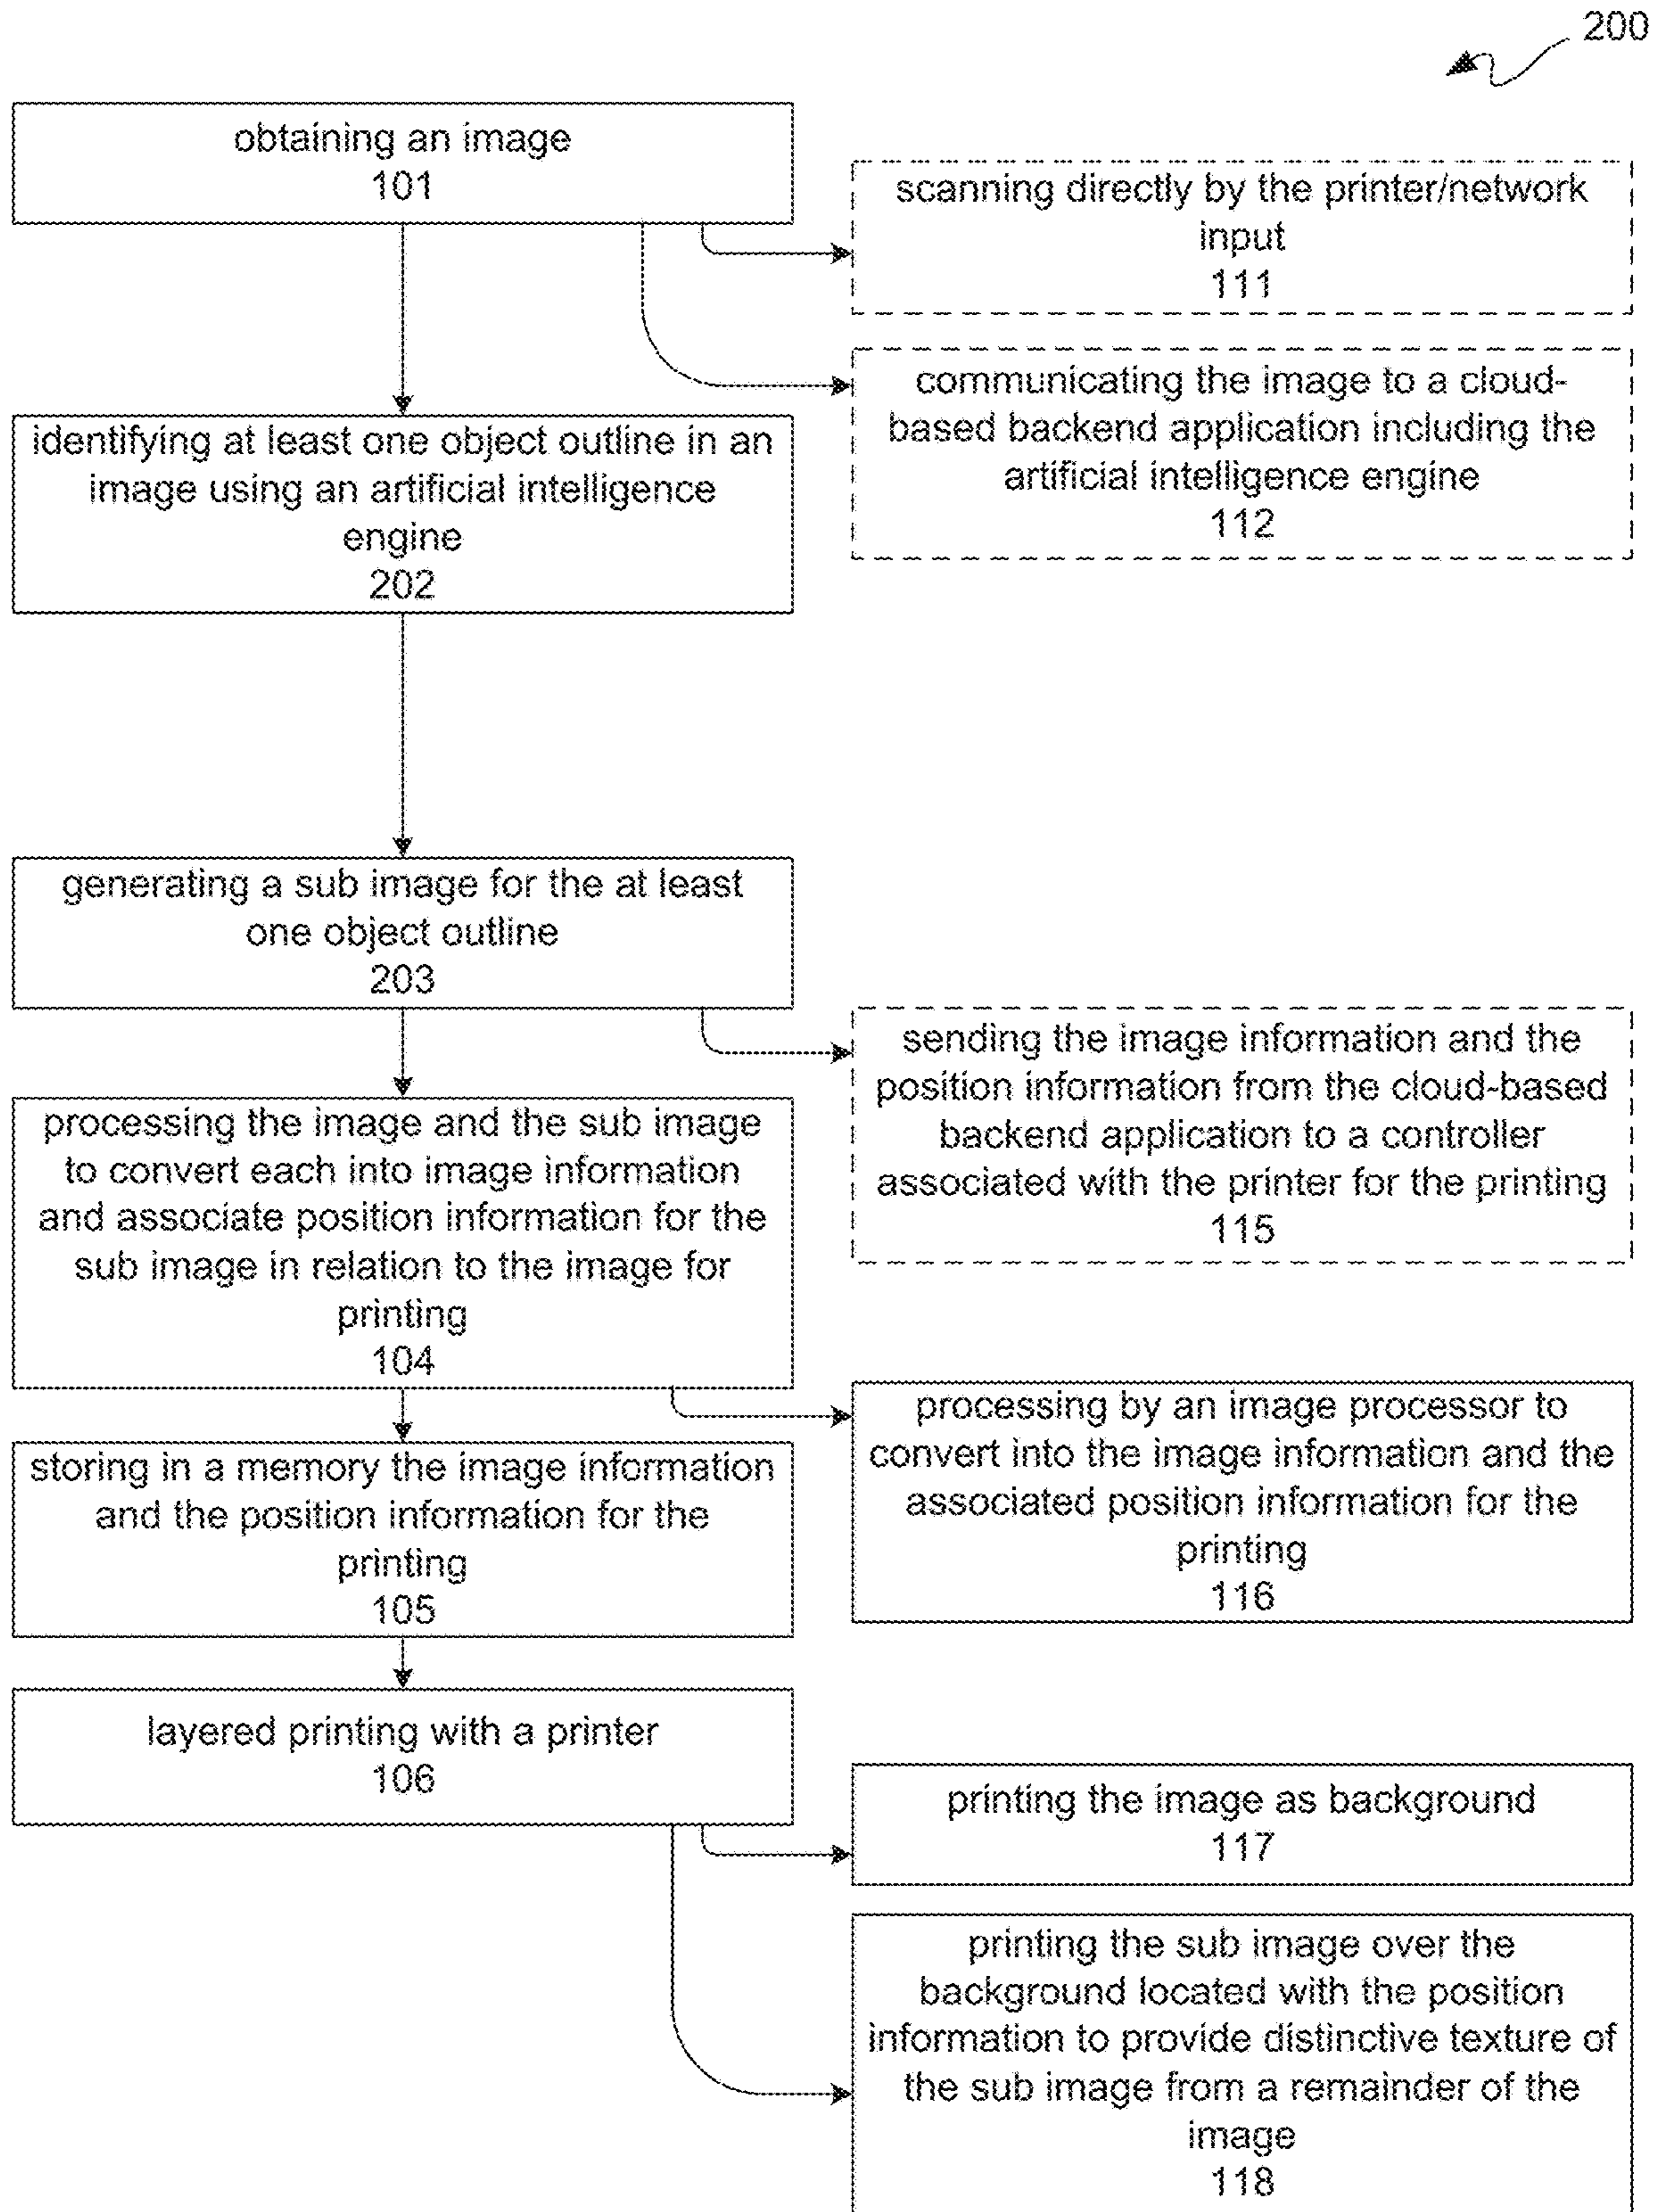 200
obtaining an image
101
scanning directly by the printer/network
input
111
communicating the image to a cloud-
based backend application including the
artificial intelligence engine
112
identifying at least one object outline in an
image using an artificial intelligence
engine
202
generating a sub image for the at least
one object outline
203
sending the image information and the
position information from the cloud-based
backend application to a controller
associated with the printer for the printing
115
processing the image and the sub image
to convert each into image information
and associate position information for the
sub image in relation to the image for
printing
104
processing by an image processor to
convert into the image information and the
associated position information for the
printing
116
storing in a memory the image information
and the position information for the
printing
105
layered printing with a printer
106
printing the image as background
117
printing the sub image over the
background located with the position
information to provide distinctive texture of
the sub image from a remainder of the
image
118